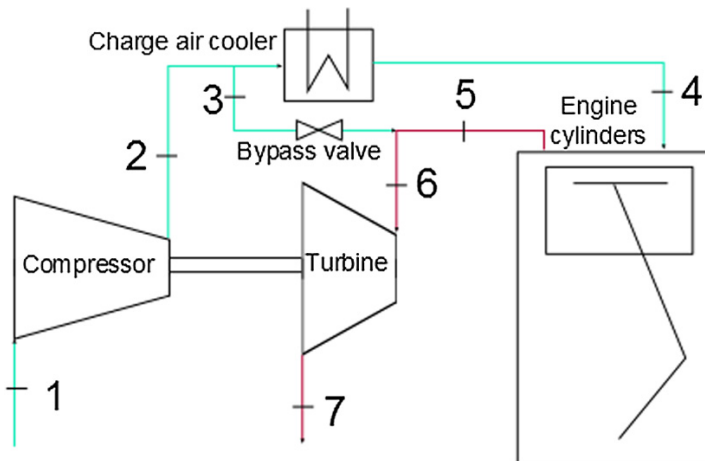 Charge air cooler
3
5
4
Engine
cylinders
2
Bypass valve
6
Compressor
Turbine
1
7